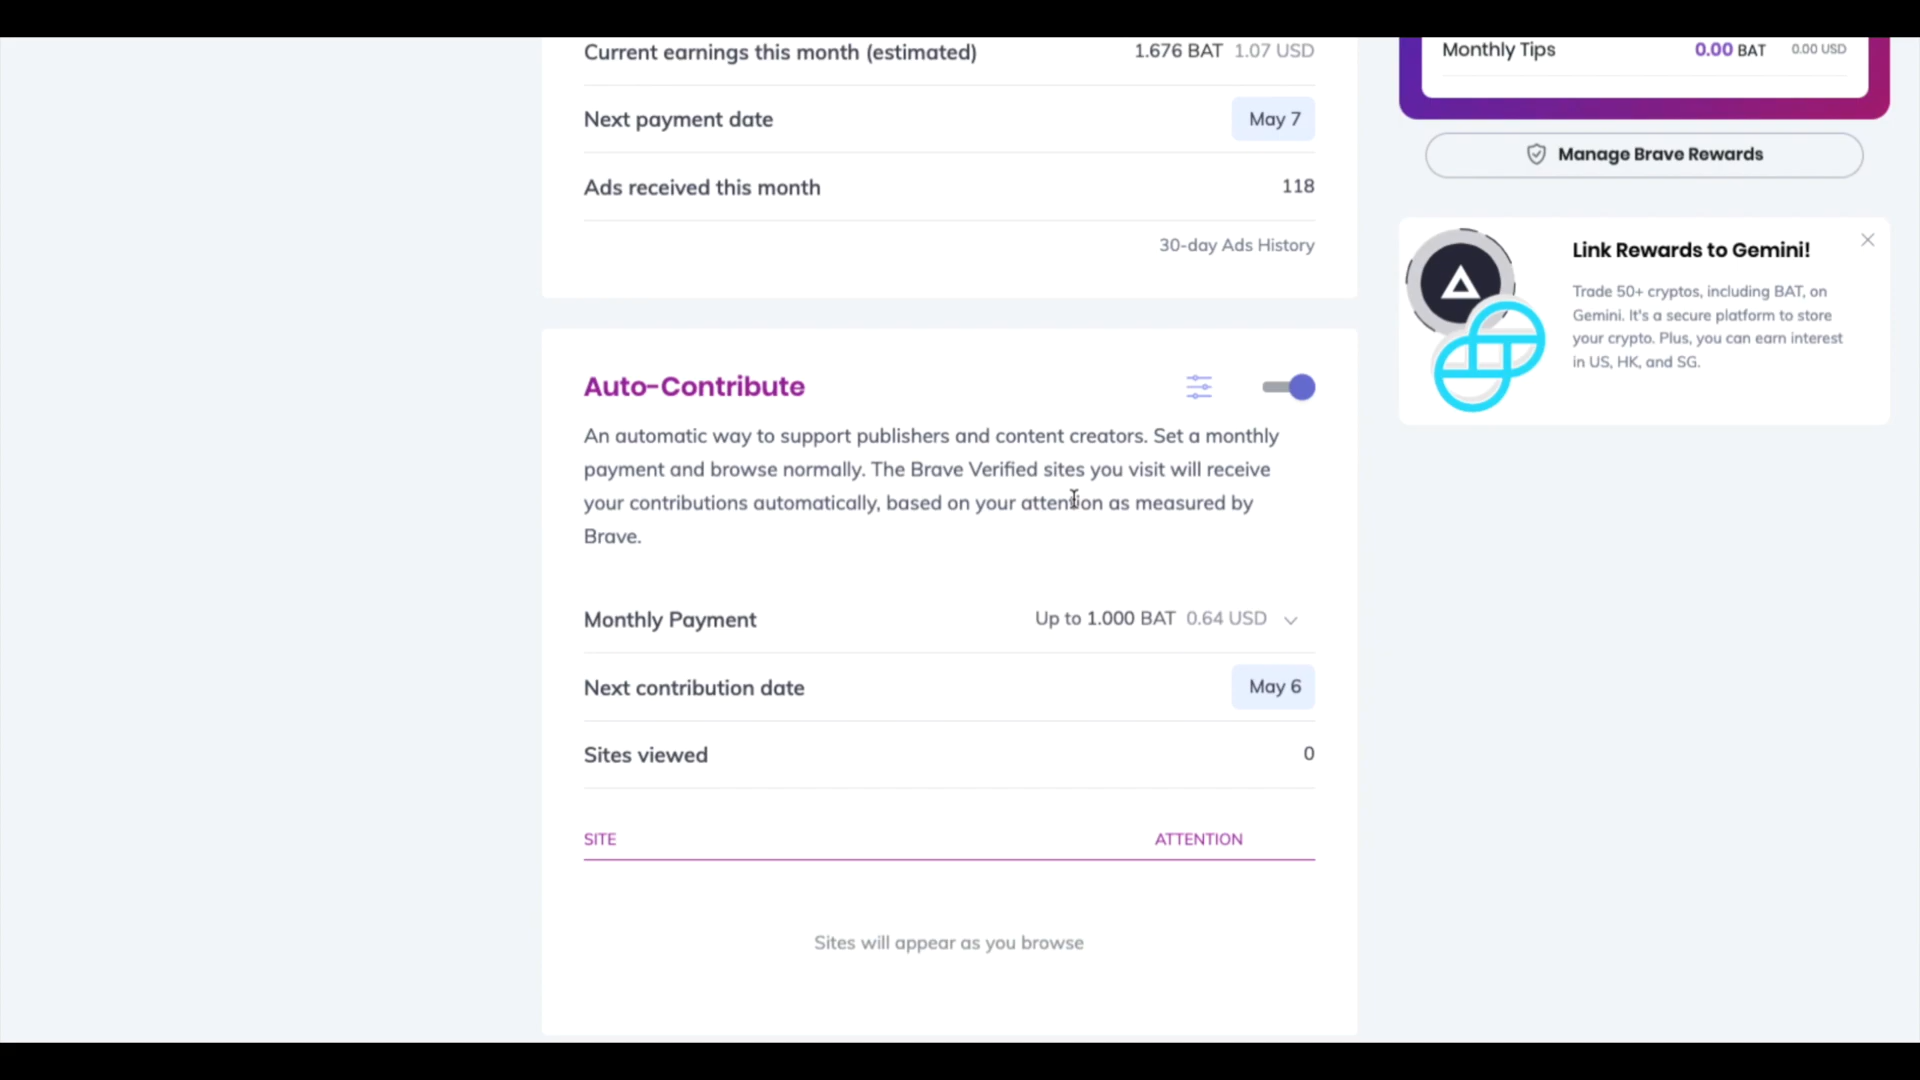 Current earnings this month (estimated) 1.676 BAT 1.07 USD
Next payment date May 7
Ads received this month 118
30-day Ads History
Auto-Contribute
An automatic way to support publishers and content creators. Set a monthly
payment and browse normally. The Brave Verified sites you visit will receive
your contributions automatically, based on your attention as measured by
Brave.
Monthly Payment Up to 1.000 BAT 0.64 USD
Next contribution date May 6
Sites viewed 0
SITE ATTENTION
Sites will appear as you browse
Monthly Tips 0.00 BAT 0.00 USD
Manage Brave Rewards
Link Rewards to Gemini!
Trade 50+ cryptos, including BAT, on
Gemini. It's a secure platform to store
your crypto. Plus, you can earn interest
in US, HK, and SG.